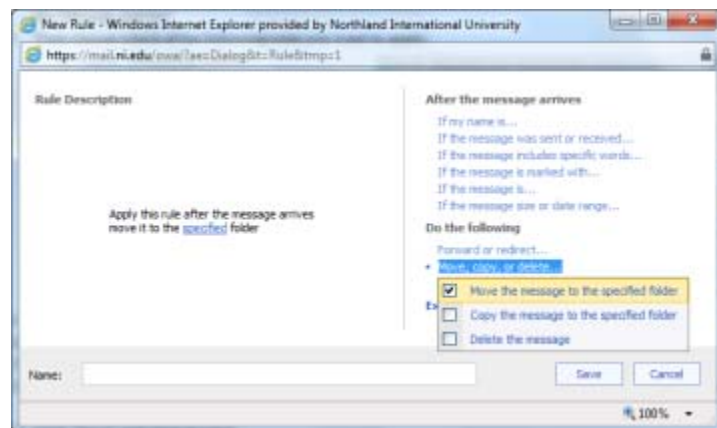 New Rule - Windows Internet Explorer provided by Northland International University
https://mail.ni.edu/owa/?ae=Dialog&t=Rule&tmp=1
Rule Description
Apply this rule after the message arrives
move it to the specified folder
After the message arrives
If my name is...
If the message was sent or received...
If the message includes specific words...
If the message is marked with...
If the message is...
If the message size or date range...
Do the following
Forward or redirect...
Move, copy, or delete...
Move the message to the specified folder
Ex
Copy the message to the specified folder
Delete the message
Name:
Save
Cancel
100%